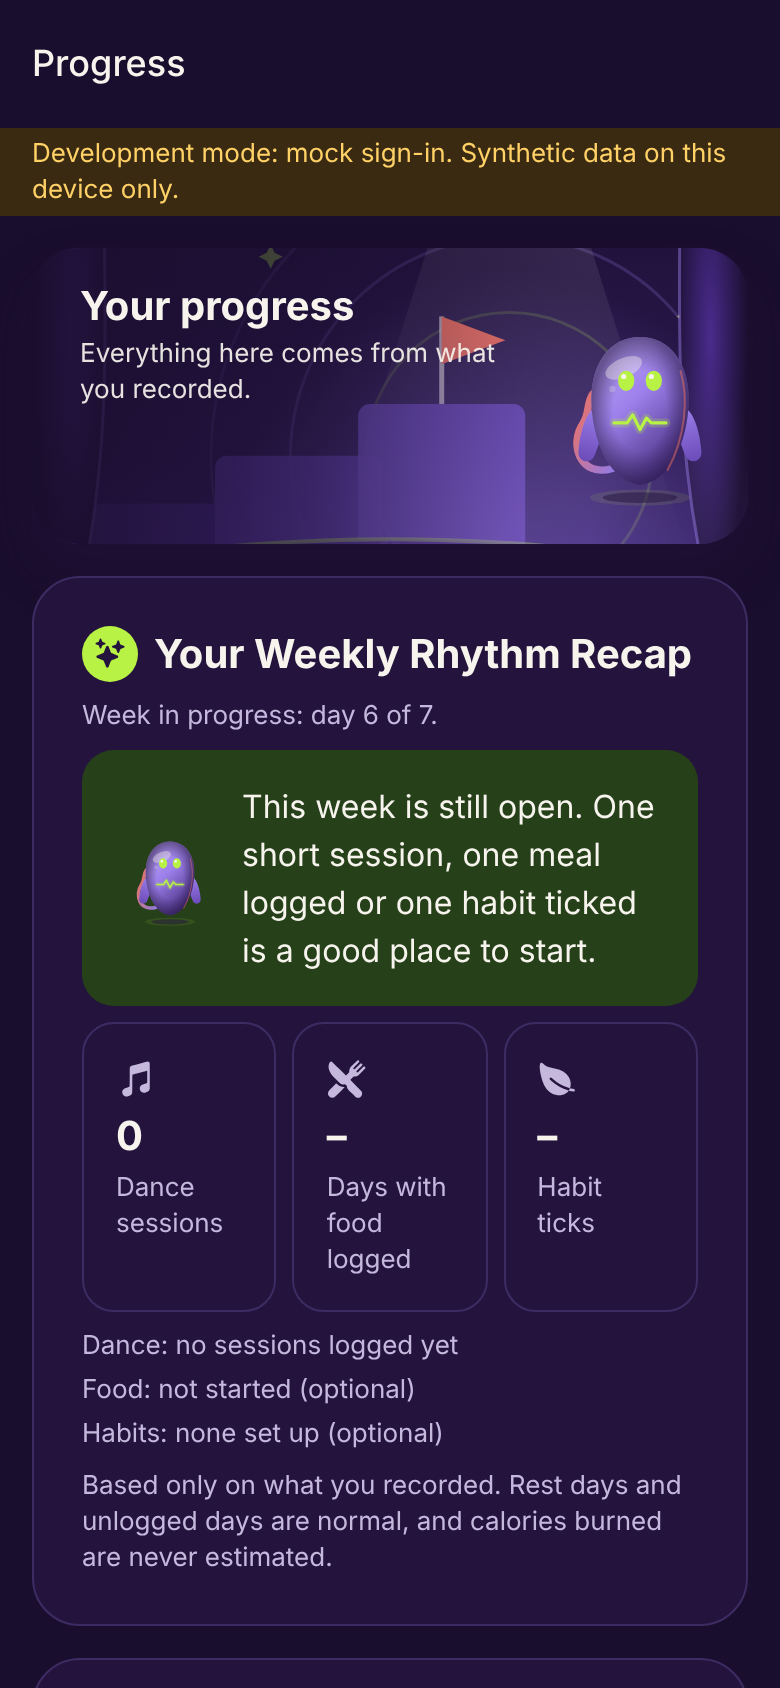 Progress
Development mode: mock sign-in. Synthetic data on this
device only.
Your progress
Everything here comes from what
you recorded.
Your Weekly Rhythm Recap
Week in progress: day 6 of 7.
This week is still open. One
short session, one meal
logged or one habit ticked
is a good place to start.
0
Dance
sessions
–
Days with
food
logged
–
Habit
ticks
Dance: no sessions logged yet
Food: not started (optional)
Habits: none set up (optional)
Based only on what you recorded. Rest days and
unlogged days are normal, and calories burned
are never estimated.